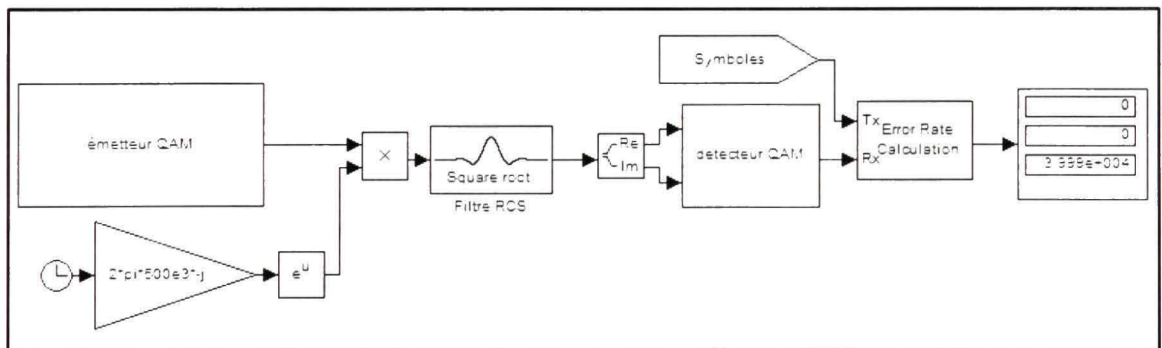 Symboles
émetteur QAM
×
Square root
Filtre RCS
Re
Im
detecteur QAM
Tx
Rx
Error Rate
Calculation
0
0
2*pi*500e3*-j
e^u